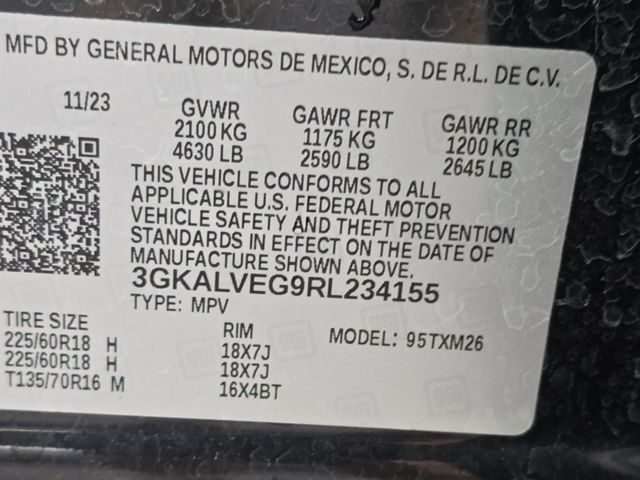 MFD BY GENERAL MOTORS DE MEXICO, S. DE R.L. DE C.V.
11/23 GVWR GAWR FRT GAWR RR
2100 KG 1175 KG 1200 KG
4630 LB 2590 LB 2645 LB
THIS VEHICLE CONFORMS TO ALL
APPLICABLE U.S. FEDERAL MOTOR
VEHICLE SAFETY AND THEFT PREVENTION
STANDARDS IN EFFECT ON THE DATE OF
MANUFACTURE SHOWN ABOVE.
3GKALVEG9RL234155
TYPE: MPV
TIRE SIZE RIM MODEL: 95TXM26
225/60R18 H 18X7J
225/60R18 H 18X7J
T135/70R16 M 16X4BT